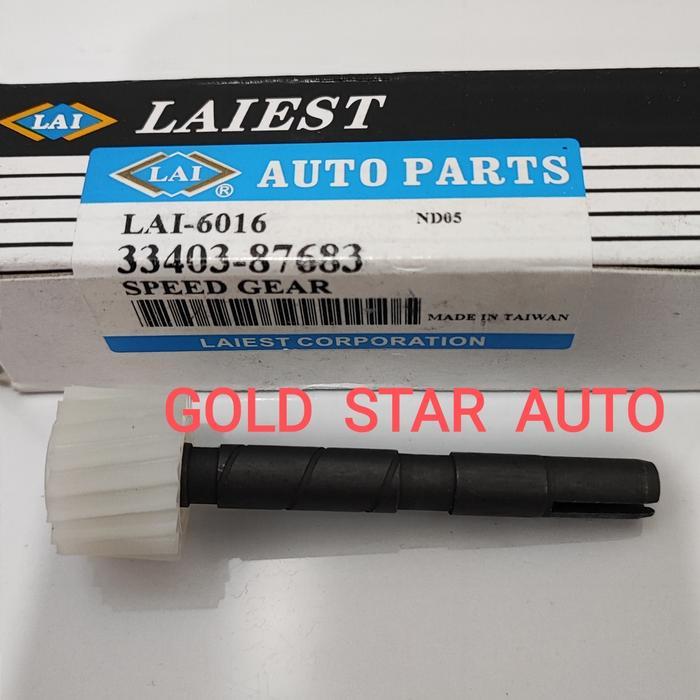 LAI LAIEST
LAI ® AUTO PARTS
LAI-6016 ND05
33403-87683
SPEED GEAR
MADE IN TAIWAN
LAIEST CORPORATION
GOLD STAR AUTO